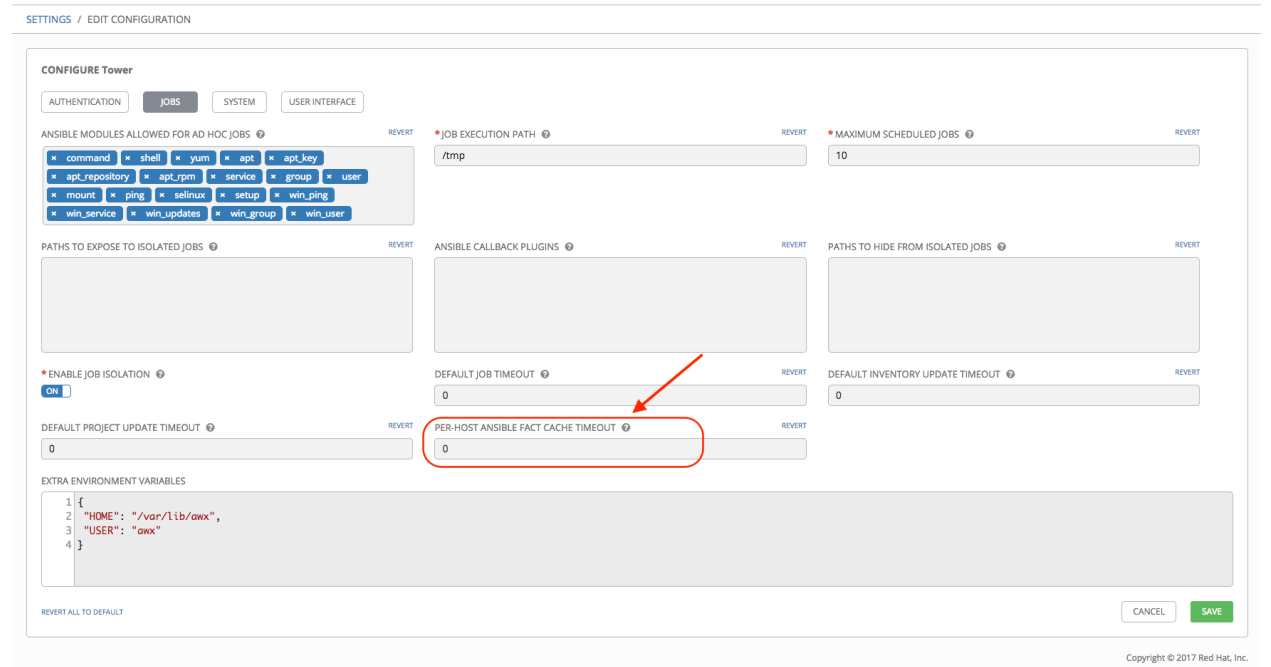 SETTINGS / EDIT CONFIGURATION
CONFIGURE Tower
AUTHENTICATION JOBS SYSTEM USER INTERFACE
ANSIBLE MODULES ALLOWED FOR AD HOC JOBS REVERT
× command × shell × yum × apt × apt_key
× apt_repository × apt_rpm × service × group × user
× mount × ping × selinux × setup × win_ping
× win_service × win_updates × win_group × win_user
* JOB EXECUTION PATH REVERT
/tmp
* MAXIMUM SCHEDULED JOBS REVERT
10
PATHS TO EXPOSE TO ISOLATED JOBS REVERT
ANSIBLE CALLBACK PLUGINS REVERT
PATHS TO HIDE FROM ISOLATED JOBS REVERT
* ENABLE JOB ISOLATION
ON
DEFAULT JOB TIMEOUT REVERT
0
DEFAULT INVENTORY UPDATE TIMEOUT REVERT
0
DEFAULT PROJECT UPDATE TIMEOUT REVERT
0
PER-HOST ANSIBLE FACT CACHE TIMEOUT REVERT
0
EXTRA ENVIRONMENT VARIABLES
1 {
2 "HOME": "/var/lib/awx",
3 "USER": "awx"
4 }
REVERT ALL TO DEFAULT
CANCEL SAVE
Copyright © 2017 Red Hat, Inc.